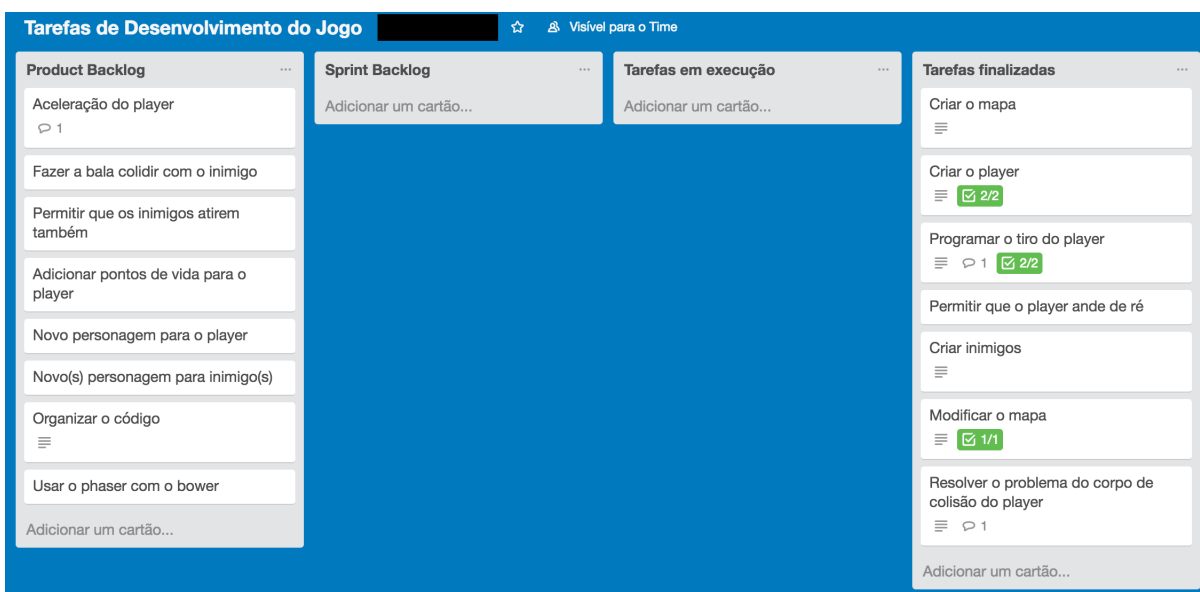 Tarefas de Desenvolvimento do Jogo
Visível para o Time
Product Backlog
Aceleração do player
1
Fazer a bala colidir com o inimigo
Permitir que os inimigos atirem
também
Adicionar pontos de vida para o
player
Novo personagem para o player
Novo(s) personagem para inimigo(s)
Organizar o código
Usar o phaser com o bower
Adicionar um cartão...
Sprint Backlog
Adicionar um cartão...
Tarefas em execução
Adicionar um cartão...
Tarefas finalizadas
Criar o mapa
Criar o player
2/2
Programar o tiro do player
1 2/2
Permitir que o player ande de ré
Criar inimigos
Modificar o mapa
1/1
Resolver o problema do corpo de
colisão do player
1
Adicionar um cartão...